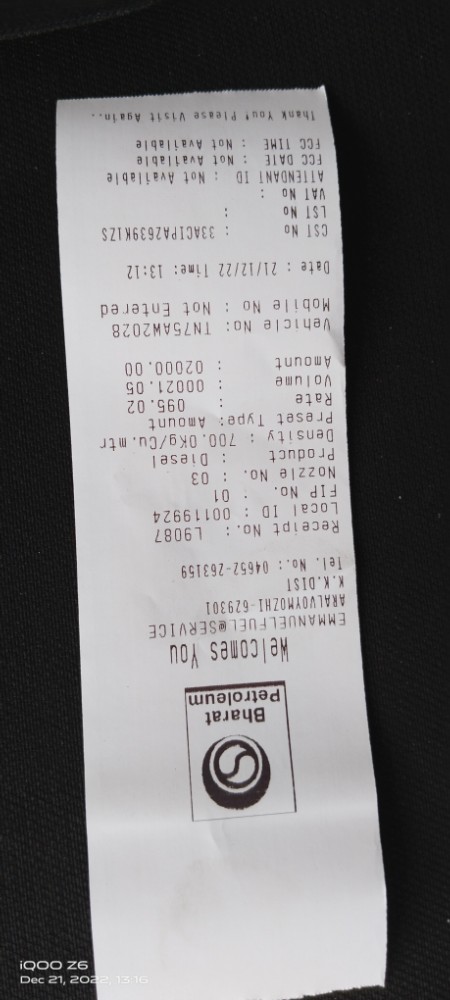 Bharat
Petroleum
Welcomes You
EMMANUELFUEL@SERVICE
ARALVOYMOZHI-629301
K.K.DIST
Tel. No.: 04652-263159
Receipt No.: L9087
Local ID : 00119924
FIP No. : 01
Nozzle No. : 03
Product : Diesel
Density : 700.0Kg/Cu.mtr
Preset Type: Amount
Rate : 095.02
Volume : 00021.05
Amount : 02000.00
Vehicle No: TN75AW2028
Mobile No : Not Entered
Date : 21/12/22 Time: 13:12
CST No : 33ACIPA2639K1ZS
LST No :
VAT No :
ATTENDANT ID : Not Available
FCC DATE : Not Available
FCC TIME : Not Available
Thank You! Please Visit Again..
iQOO Z6
Dec 21, 2022, 13:16